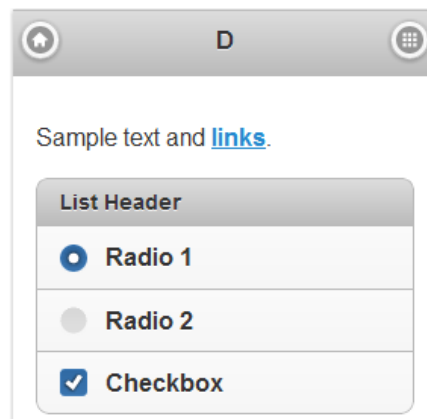 D
Sample text and links.
List Header
Radio 1
Radio 2
Checkbox